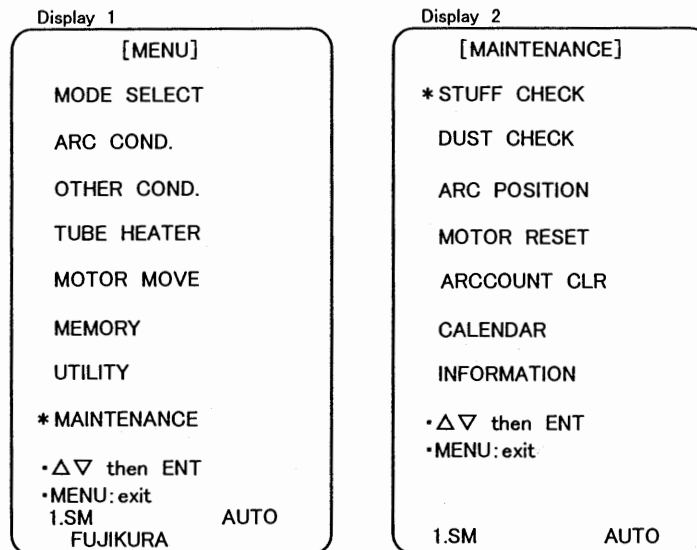 Display 1
[MENU]
MODE SELECT
ARC COND.
OTHER COND.
TUBE HEATER
MOTOR MOVE
MEMORY
UTILITY
* MAINTENANCE
・△▽ then ENT
・MENU:exit
1.SM AUTO
FUJIKURA
Display 2
[MAINTENANCE]
* STUFF CHECK
DUST CHECK
ARC POSITION
MOTOR RESET
ARCCOUNT CLR
CALENDAR
INFORMATION
・△▽ then ENT
・MENU:exit
1.SM AUTO